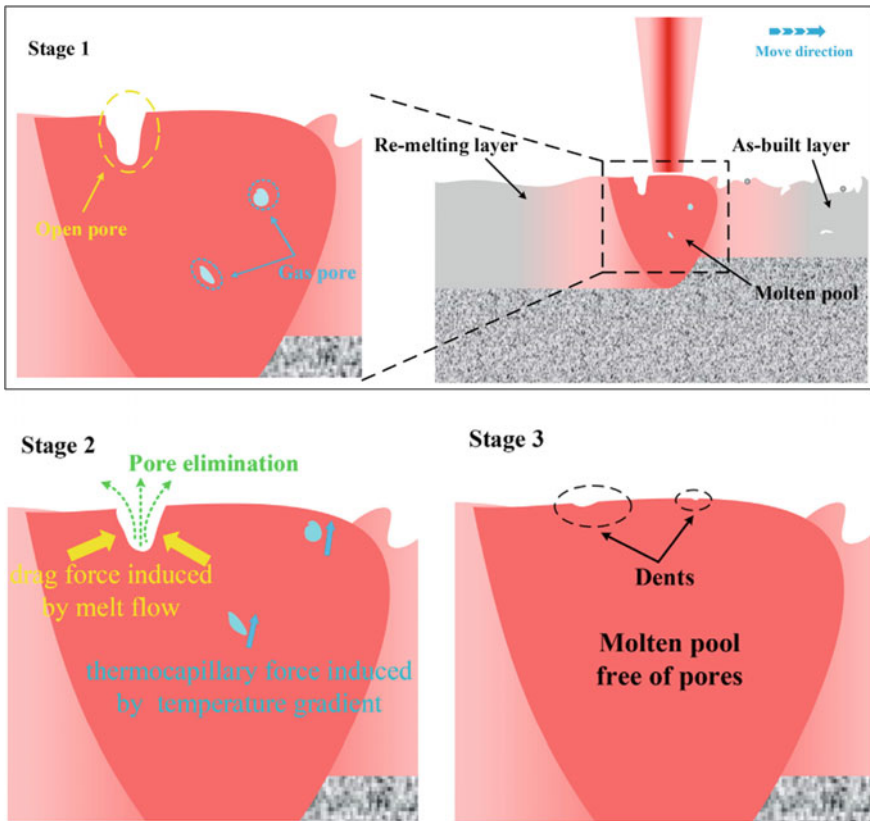 Stage 1
Move direction
Re-melting layer
As-built layer
Open pore
Gas pore
Molten pool
Stage 2
Pore elimination
drag force induced
by melt flow
thermocapillary force induced
by temperature gradient
Stage 3
Dents
Molten pool
free of pores